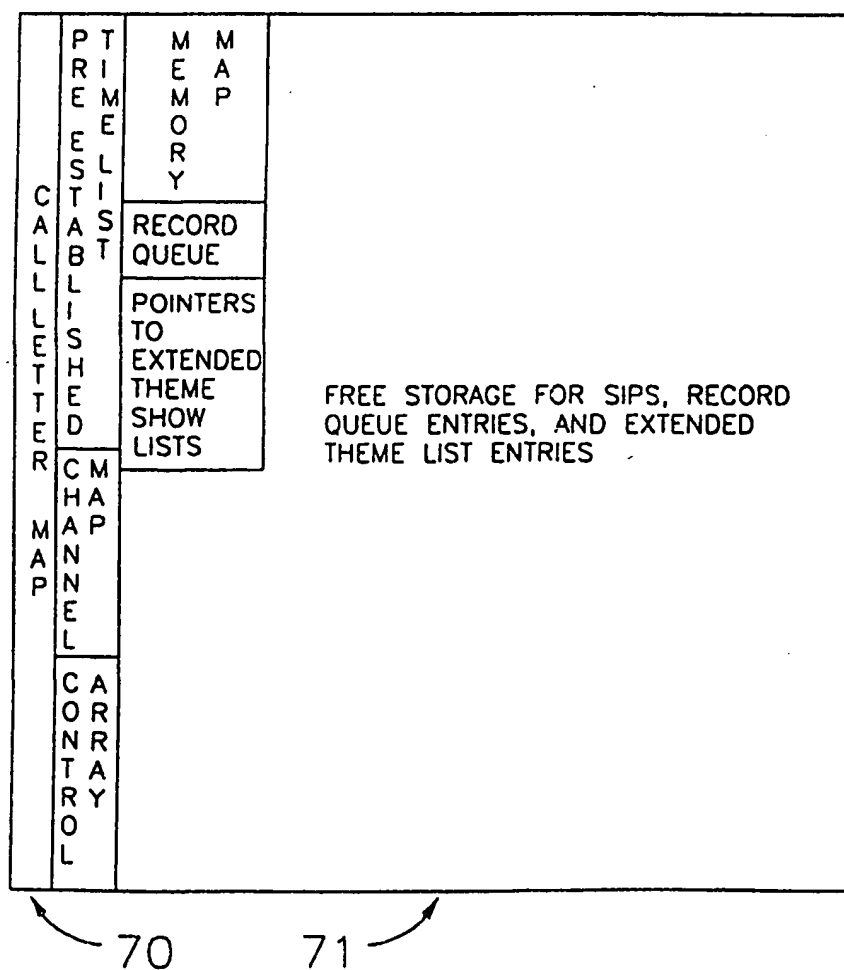 CALL LETTER MAP
PRE ESTABLISHED
TIME LIST
CHANNEL
MAP
CONTROL
ARRAY
MEMORY
MAP
RECORD
QUEUE
POINTERS
TO
EXTENDED
THEME
SHOW
LISTS
FREE STORAGE FOR SIPS, RECORD
QUEUE ENTRIES, AND EXTENDED
THEME LIST ENTRIES
70
71